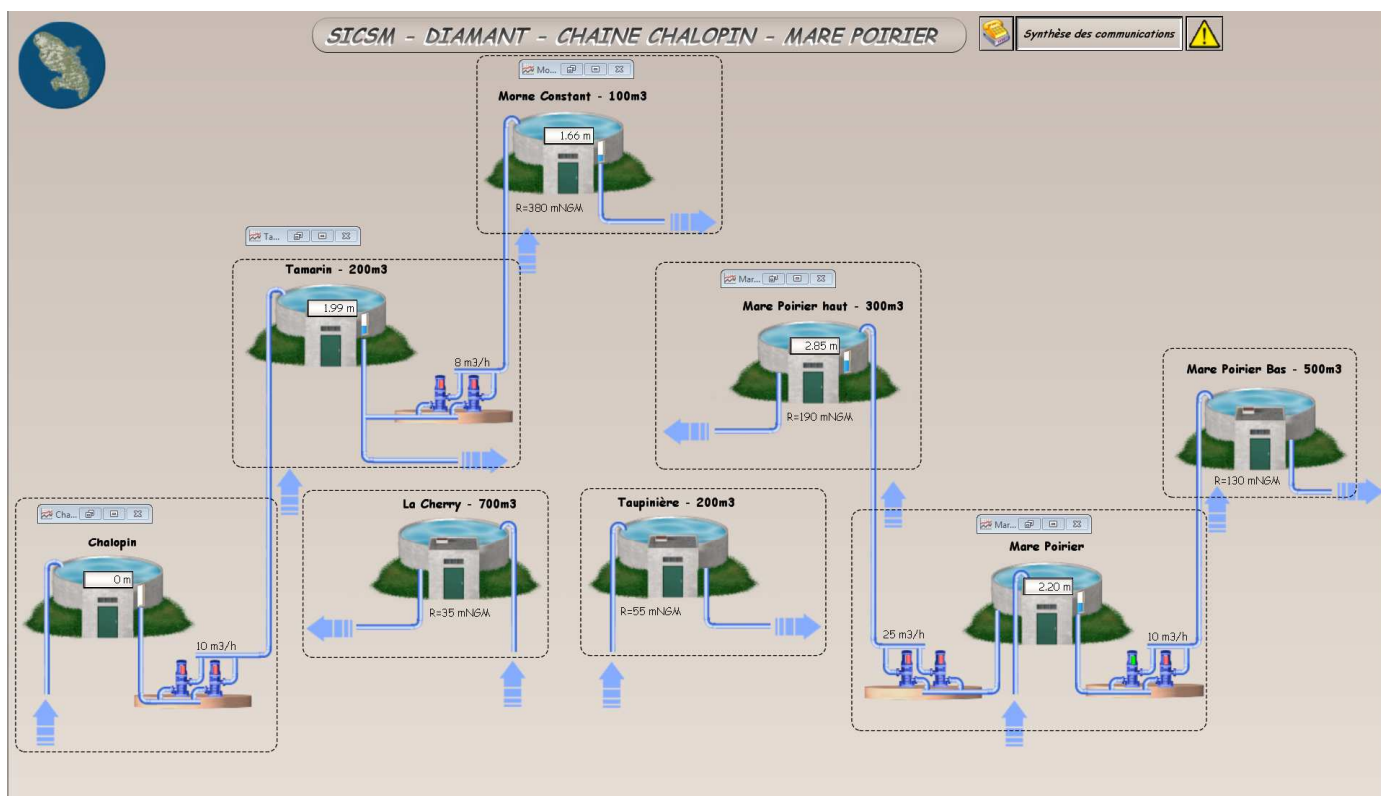 SICSM - DIAMANT - CHAINE CHALOPIN - MARE POIRIER
Synthèse des communications
Mo...
Morne Constant - 100m3
1.66 m
R=380 mNGM
Ta...
Tamarin - 200m3
1.99 m
8 m3/h
Mar...
Mare Poirier haut - 300m3
2.85 m
R=190 mNGM
Mare Poirier Bas - 500m3
R=130 mNGM
Cha...
Chalopin
0 m
10 m3/h
La Cherry - 700m3
R=35 mNGM
Taupinière - 200m3
R=55 mNGM
Mar...
Mare Poirier
2.20 m
25 m3/h
10 m3/h